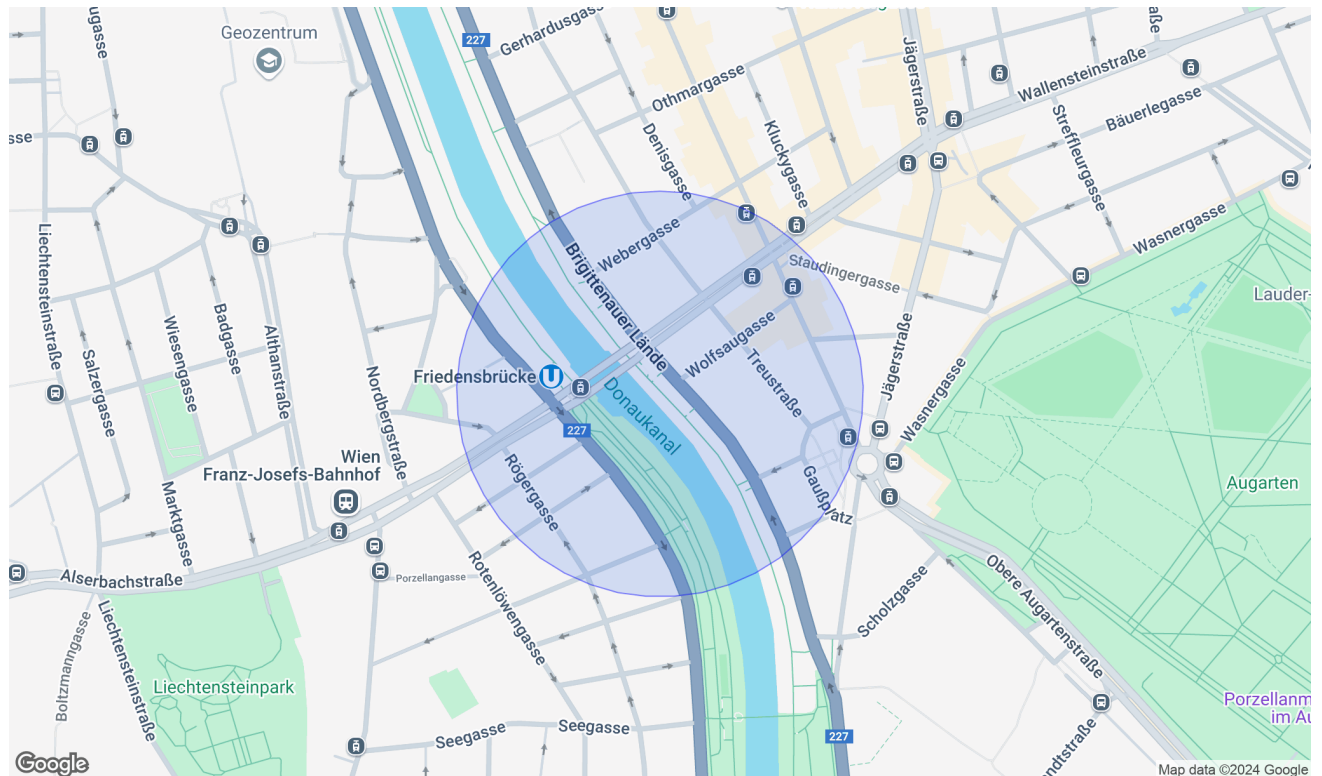 Geozentrum
227
Gerhardusgasse
Othmargasse
Denisgasse
Kluckygasse
Jägerstraße
Wallensteinstraße
Streffleurgasse
Bäuerlegasse
Wasnergasse
Lauder-
Liechtensteinstraße
Salzergasse
Wiesengasse
Badgasse
Althanstraße
Nordbergstraße
Webergasse
Brigittenauer Lände
Staudingergasse
Wolfsaugasse
Treustraße
Jägerstraße
Wasnergasse
Friedensbrücke
Donaukanal
227
Wien
Franz-Josefs-Bahnhof
Marktgasse
Rögergasse
Gaußplatz
Augarten
Alserbachstraße
Porzellangasse
Rotenlöwengasse
Scholzgasse
Obere Augartenstraße
Boltzmanngasse
Liechtensteinstraße
Liechtensteinpark
Seegasse
Seegasse
227
Porzellanm
im Au
ndtstraße
Google
Map data ©2024 Google